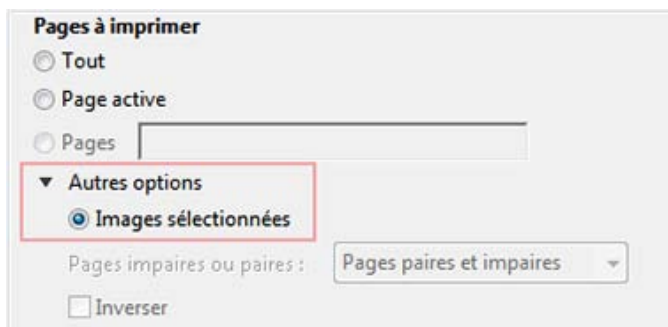 Pages à imprimer
Tout
Page active
Pages
Autres options
Images sélectionnées
Pages impaires ou paires : Pages paires et impaires
Inverser